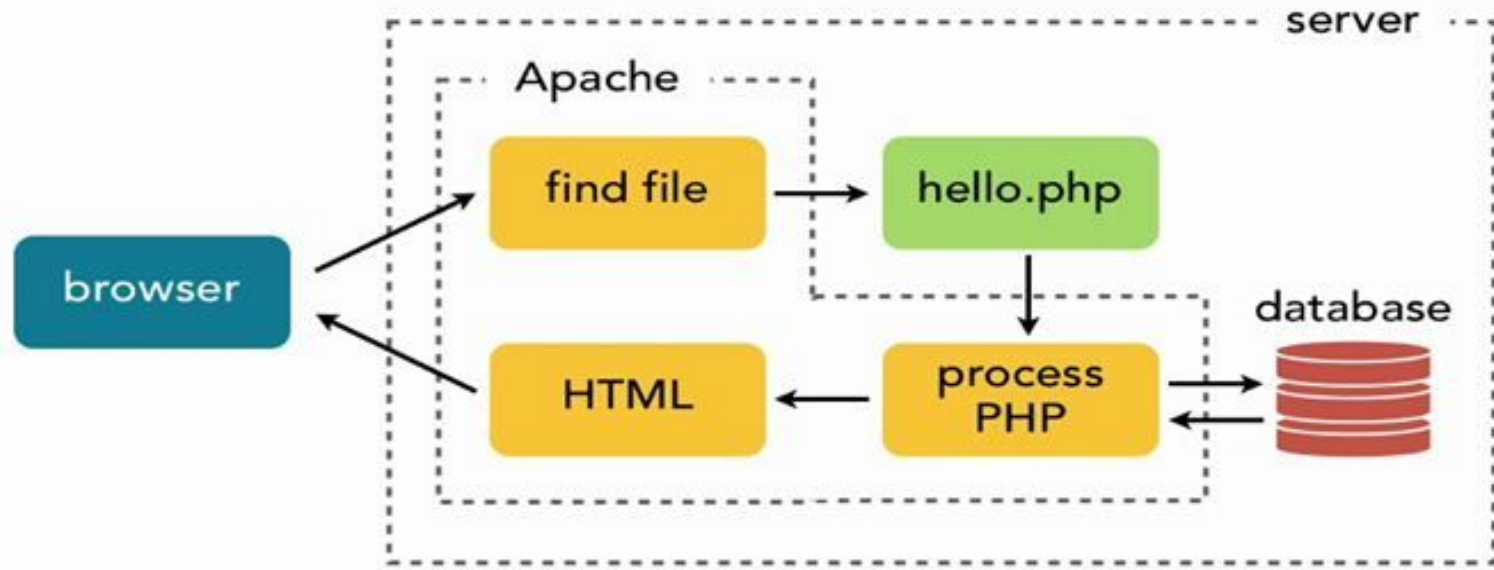 server
Apache
find file
hello.php
browser
database
HTML
process
PHP